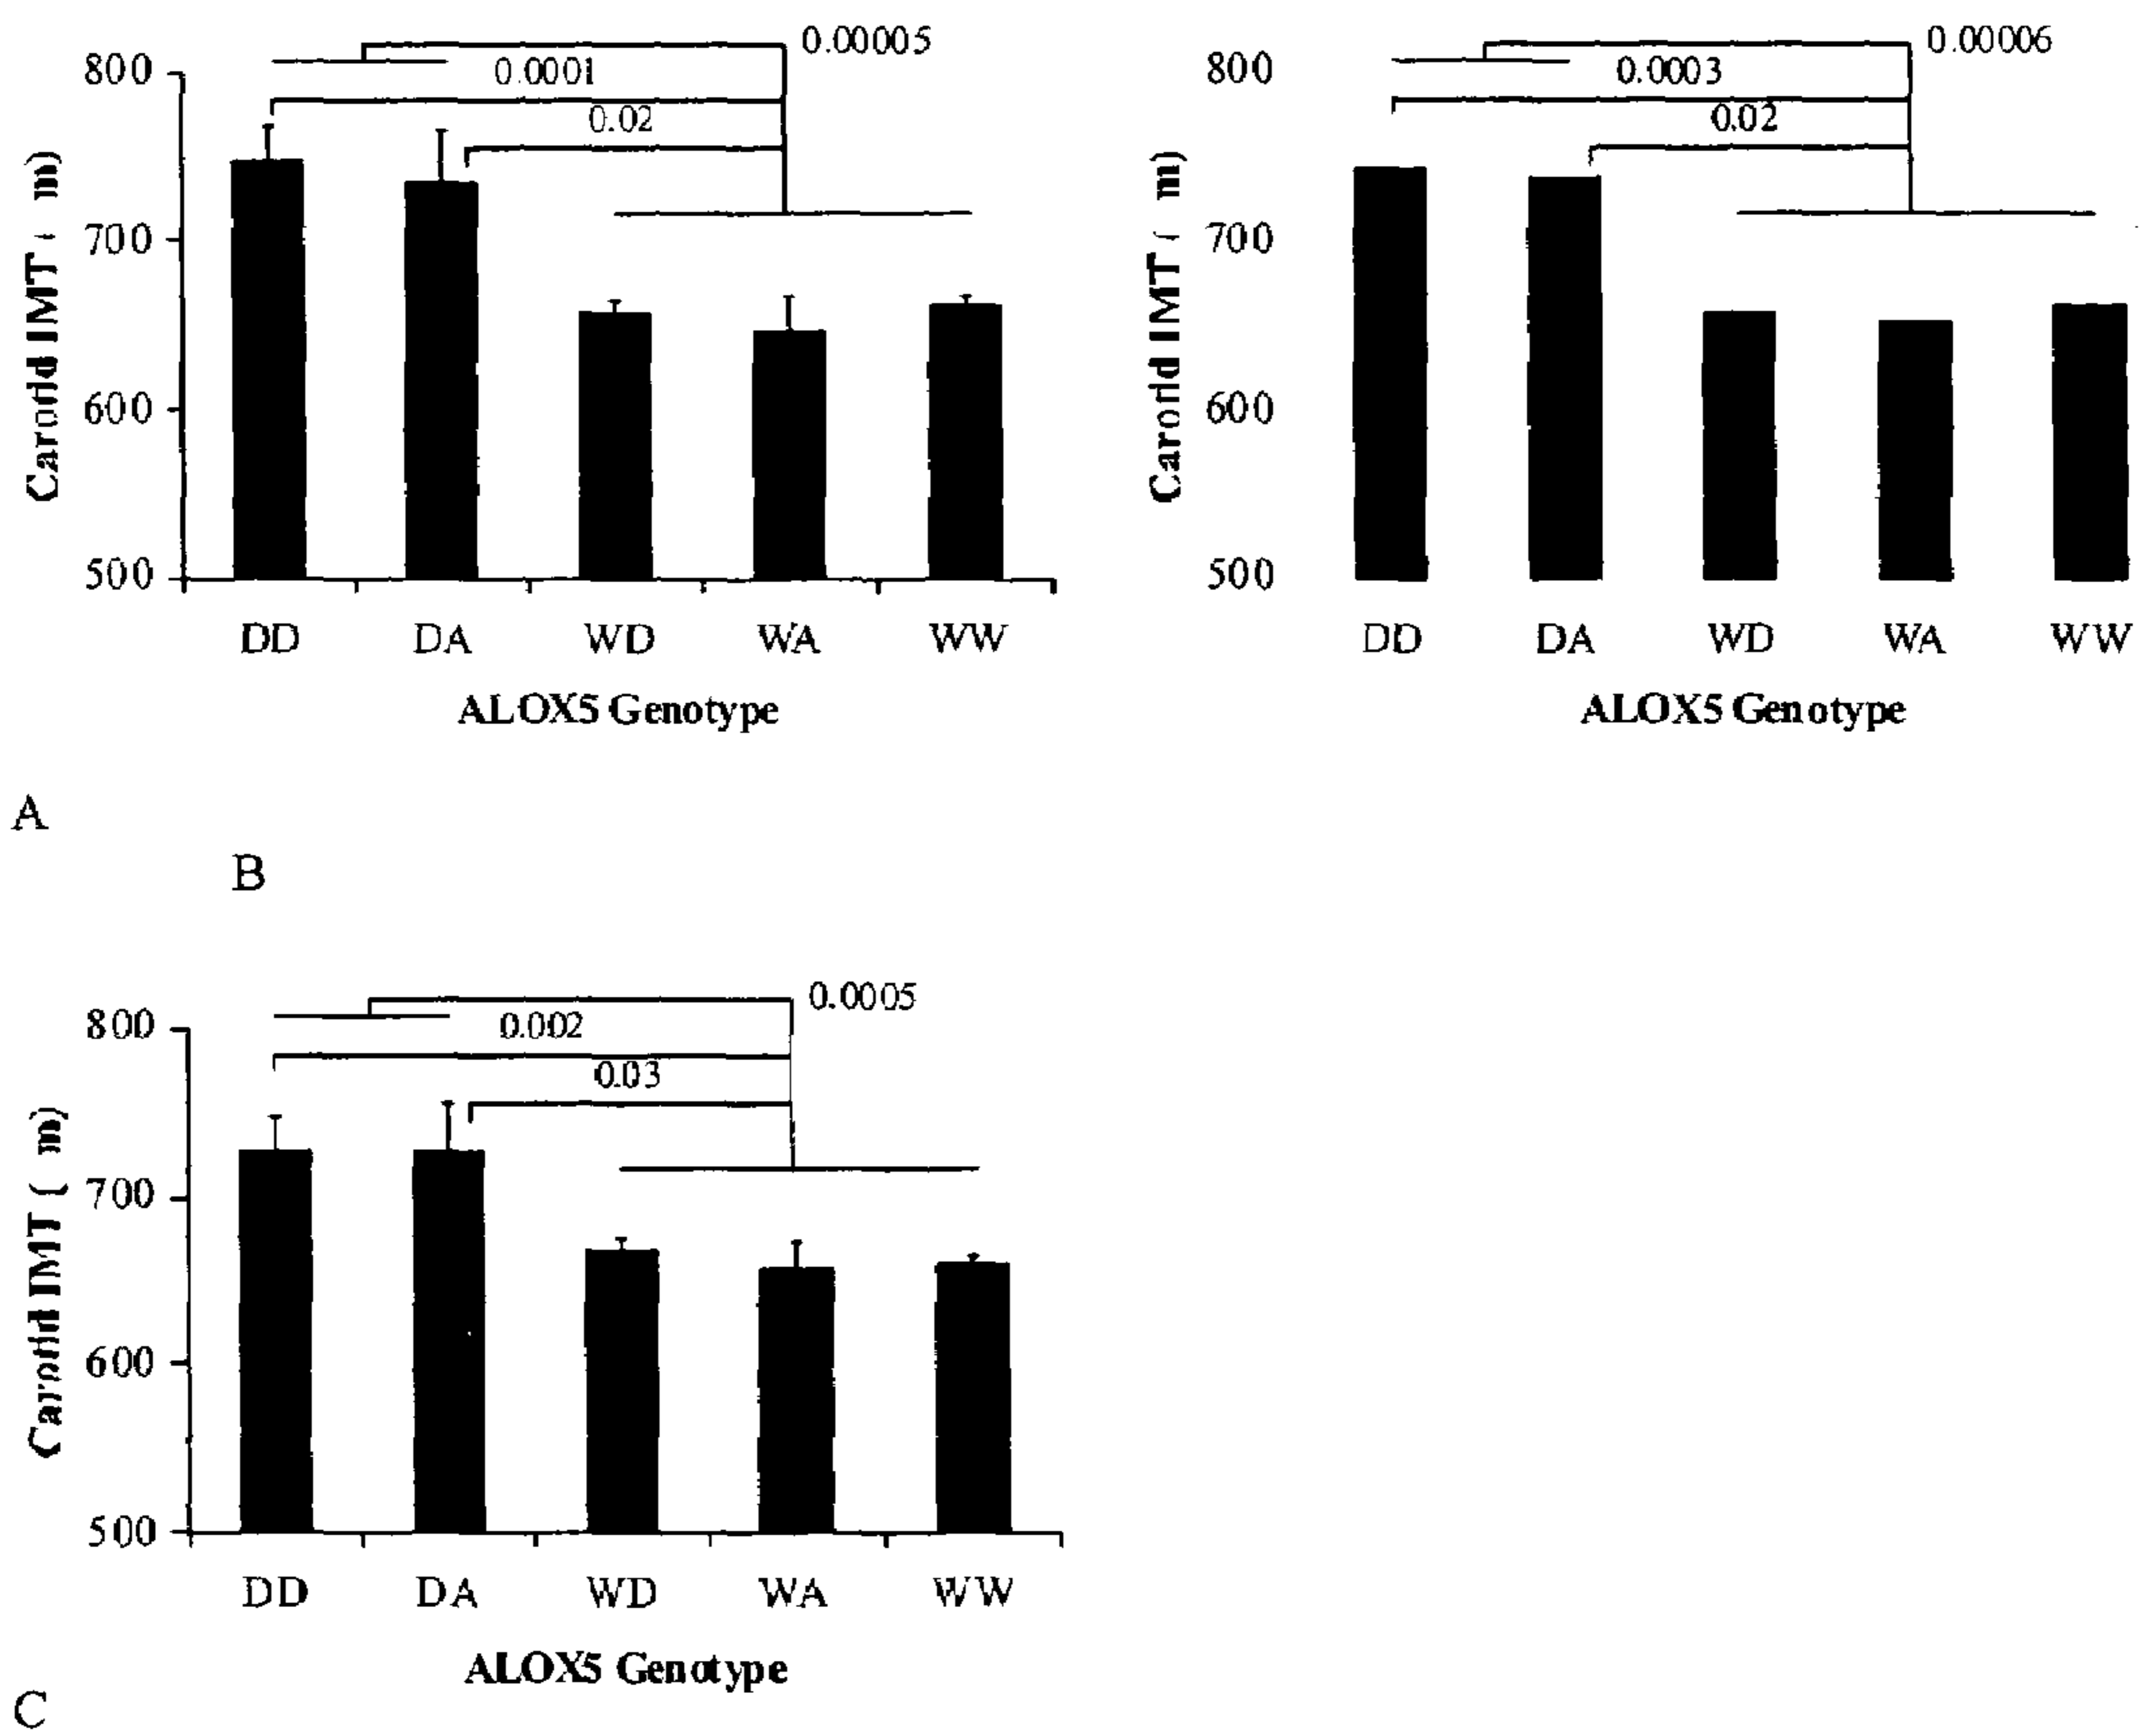 0.00005
800
0.0001
0.02
700
600
500
Carotid IMT ( m)
DD DA WD WA WW
ALOX5 Genotype
0.00006
800
0.0003
0.02
700
600
500
Carotid IMT ( m)
DD DA WD WA WW
ALOX5 Genotype
A
B
0.0005
800
0.002
0.03
700
600
500
Carotid IMT ( m)
DD DA WD WA WW
ALOX5 Genotype
C